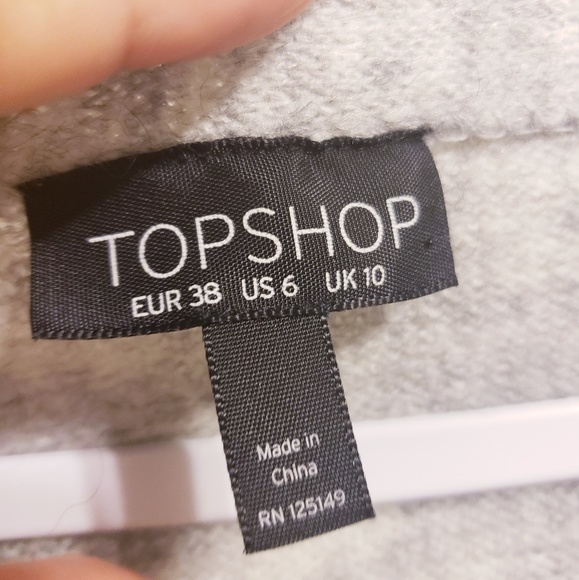 TOPSHOP
EUR 38 US 6 UK 10
Made in
China
RN 125149